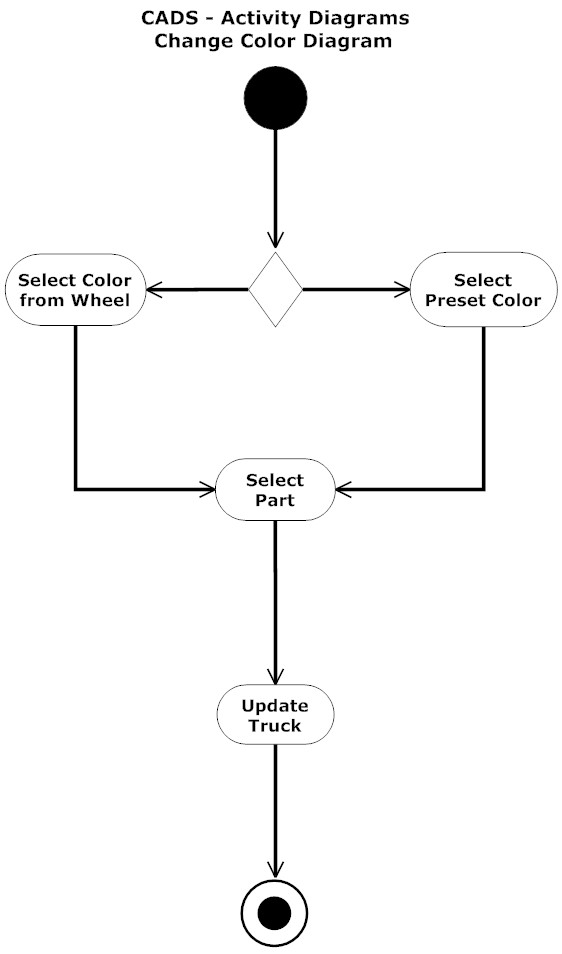 CADS - Activity Diagrams
Change Color Diagram
Select Color
from Wheel
Select
Preset Color
Select
Part
Update
Truck